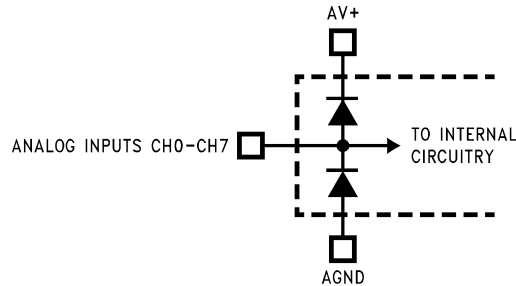 AV+
ANALOG INPUTS CH0-CH7
TO INTERNAL
CIRCUITRY
AGND